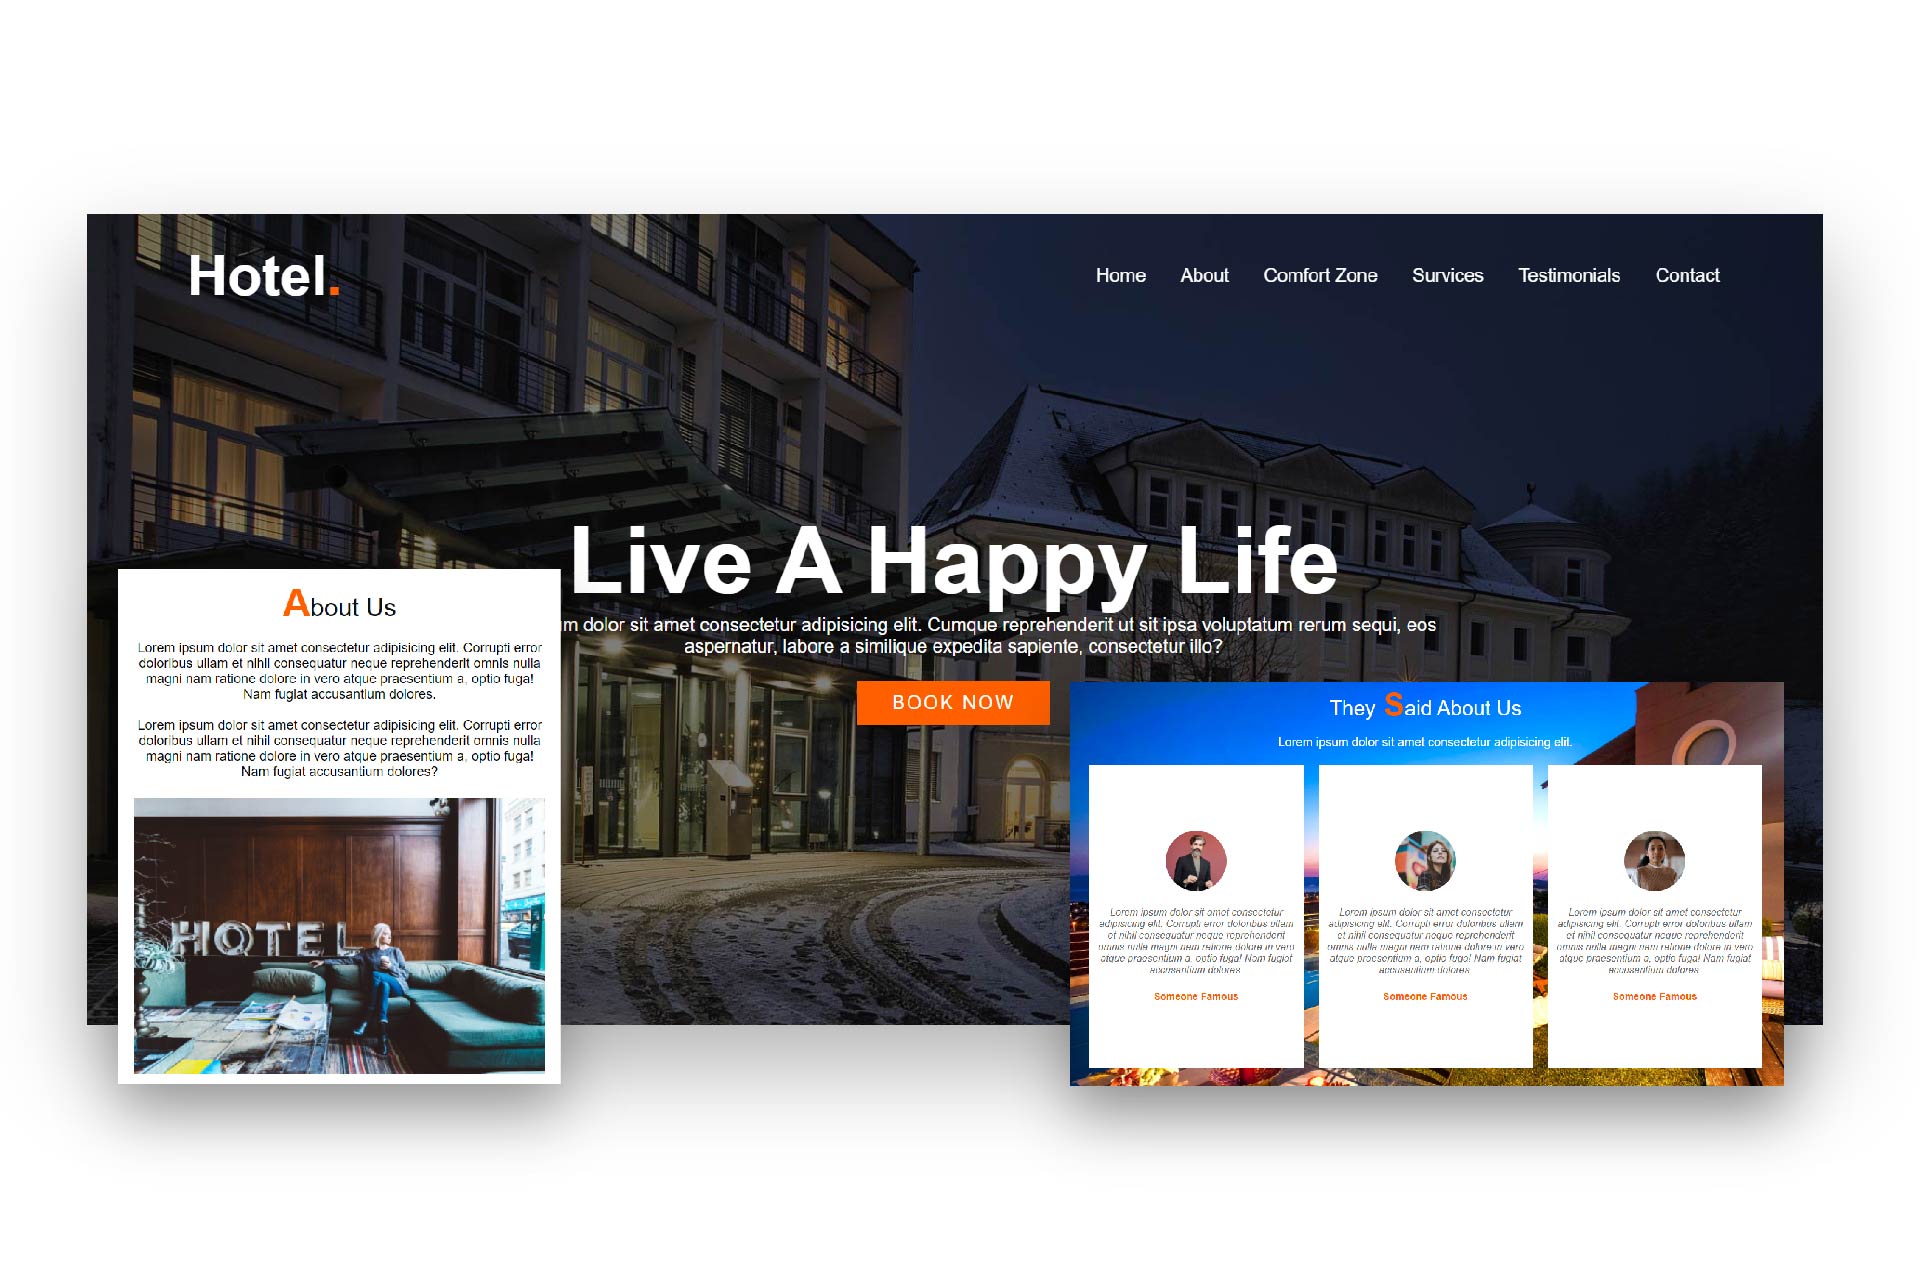 Hotel.
Home About Comfort Zone Survices Testimonials Contact
Live A Happy Life
m dolor sit amet consectetur adipisicing elit. Cumque reprehenderit ut sit ipsa voluptatum rerum sequi, eos
aspernatur, labore a similique expedita sapiente, consectetur illo?
BOOK NOW
About Us
Lorem ipsum dolor sit amet consectetur adipisicing elit. Corrupti error
doloribus ullam et nihil consequatur neque reprehenderit omnis nulla
magni nam ratione dolore in vero atque praesentium a, optio fuga!
Nam fugiat accusantium dolores.
Lorem ipsum dolor sit amet consectetur adipisicing elit. Corrupti error
doloribus ullam et nihil consequatur neque reprehenderit omnis nulla
magni nam ratione dolore in vero atque praesentium a, optio fuga!
Nam fugiat accusantium dolores?
HOTEL
They Said About Us
Lorem ipsum dolor sit amet consectetur adipisicing elit.
Lorem ipsum dolor sit amet consectetur
adipisicing elit. Corrupti error doloribus ullam
et nihil consequatur neque reprehenderit
omnis nulla magni nam ratione dolore in vero
atque praesentium a, optio fuga! Nam fugiat
accusantium dolores
Someone Famous
Lorem ipsum dolor sit amet consectetur
adipisicing elit. Corrupti error doloribus ullam
et nihil consequatur neque reprehenderit
omnis nulla magni nam ratione dolore in vero
atque praesentium a, optio fuga! Nam fugiat
accusantium dolores
Someone Famous
Lorem ipsum dolor sit amet consectetur
adipisicing elit. Corrupti error doloribus ullam
et nihil consequatur neque reprehenderit
omnis nulla magni nam ratione dolore in vero
atque praesentium a, optio fuga! Nam fugiat
accusantium dolores
Someone Famous